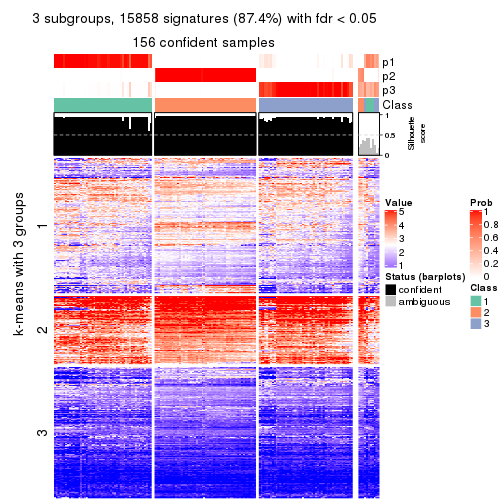 3 subgroups, 15858 signatures (87.4%) with fdr < 0.05
156 confident samples
p1
p2
p3
Class
1
0.5
0
Silhouette
score
k-means with 3 groups
1
2
3
Value
5
4
3
2
1
Status (barplots)
confident
ambiguous
Prob
1
0.8
0.6
0.4
0.2
0
Class
1
2
3